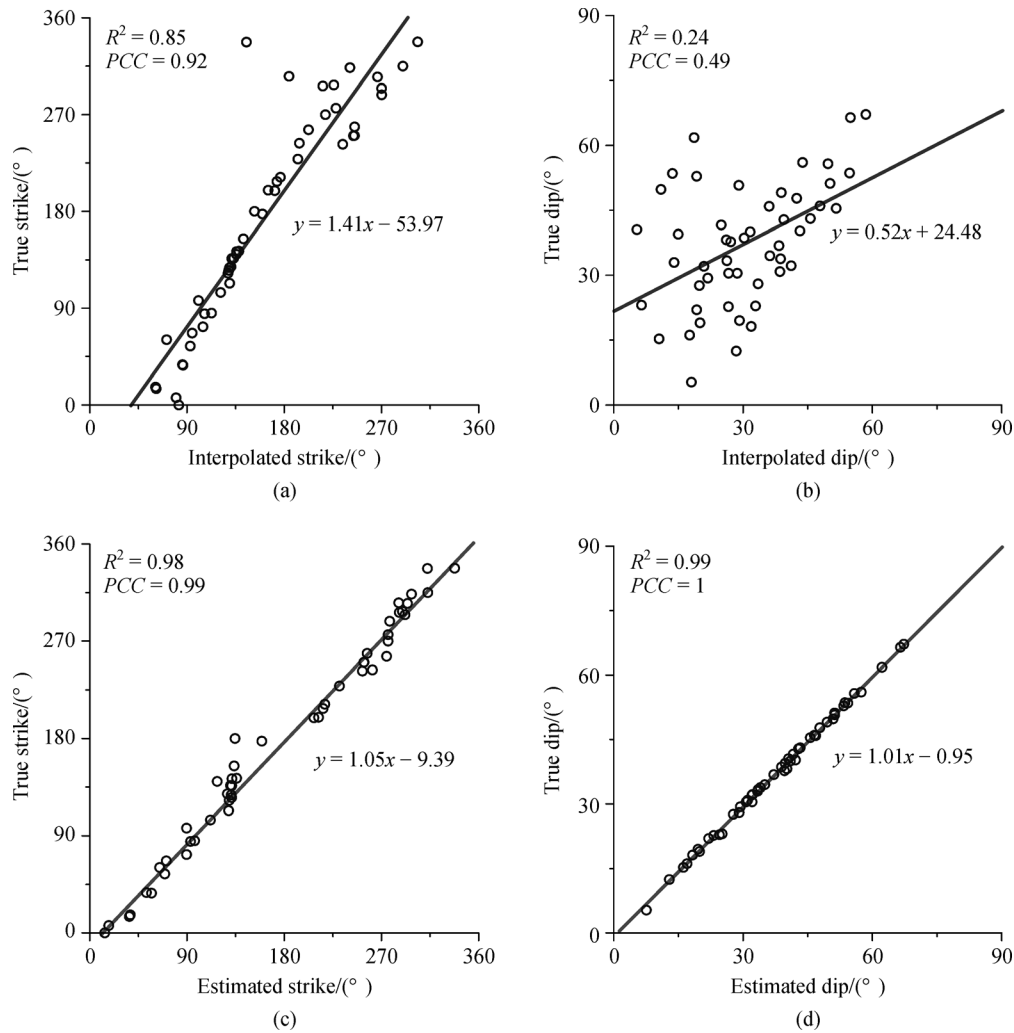 360
270
180
90
0
True strike/(°)
R² = 0.85
PCC = 0.92
y = 1.41x − 53.97
0 90 180 270 360
Interpolated strike/(°)
(a)
90
60
30
0
True dip/(°)
R² = 0.24
PCC = 0.49
y = 0.52x + 24.48
0 30 60 90
Interpolated dip/(°)
(b)
360
270
180
90
0
True strike/(°)
R² = 0.98
PCC = 0.99
y = 1.05x − 9.39
0 90 180 270 360
Estimated strike/(°)
(c)
90
60
30
0
True dip/(°)
R² = 0.99
PCC = 1
y = 1.01x − 0.95
0 30 60 90
Estimated dip/(°)
(d)